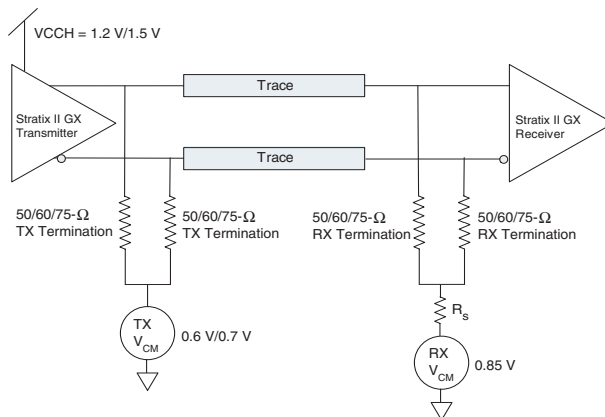 VCCH = 1.2 V/1.5 V
Stratix II GX
Transmitter
Trace
Stratix II GX
Receiver
Trace
50/60/75-Ω
TX Termination
50/60/75-Ω
TX Termination
50/60/75-Ω
RX Termination
50/60/75-Ω
RX Termination
Rs
TX
VCM
0.6 V/0.7 V
RX
VCM
0.85 V